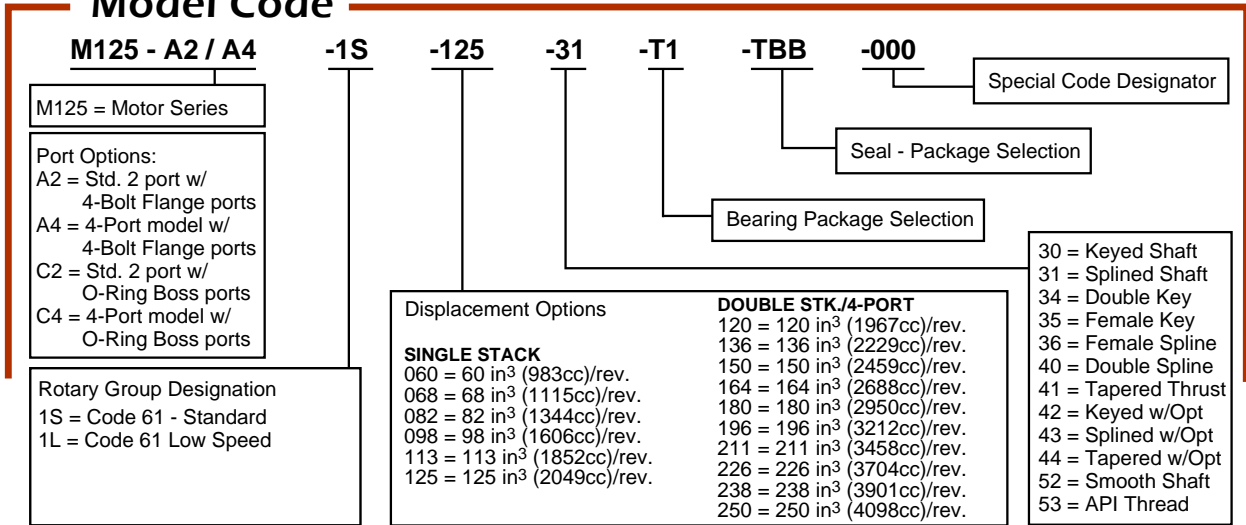 Model Code
M125 - A2 / A4 -1S -125 -31 -T1 -TBB -000
M125 = Motor Series
Special Code Designator
Seal - Package Selection
Bearing Package Selection
Port Options:
A2 = Std. 2 port w/
4-Bolt Flange ports
A4 = 4-Port model w/
4-Bolt Flange ports
C2 = Std. 2 port w/
O-Ring Boss ports
C4 = 4-Port model w/
O-Ring Boss ports
Rotary Group Designation
1S = Code 61 - Standard
1L = Code 61 Low Speed
Displacement Options
SINGLE STACK
060 = 60 in³ (983cc)/rev.
068 = 68 in³ (1115cc)/rev.
082 = 82 in³ (1344cc)/rev.
098 = 98 in³ (1606cc)/rev.
113 = 113 in³ (1852cc)/rev.
125 = 125 in³ (2049cc)/rev.
DOUBLE STK./4-PORT
120 = 120 in³ (1967cc)/rev.
136 = 136 in³ (2229cc)/rev.
150 = 150 in³ (2459cc)/rev.
164 = 164 in³ (2688cc)/rev.
180 = 180 in³ (2950cc)/rev.
196 = 196 in³ (3212cc)/rev.
211 = 211 in³ (3458cc)/rev.
226 = 226 in³ (3704cc)/rev.
238 = 238 in³ (3901cc)/rev.
250 = 250 in³ (4098cc)/rev.
30 = Keyed Shaft
31 = Splined Shaft
34 = Double Key
35 = Female Key
36 = Female Spline
40 = Double Spline
41 = Tapered Thrust
42 = Keyed w/Opt
43 = Splined w/Opt
44 = Tapered w/Opt
52 = Smooth Shaft
53 = API Thread